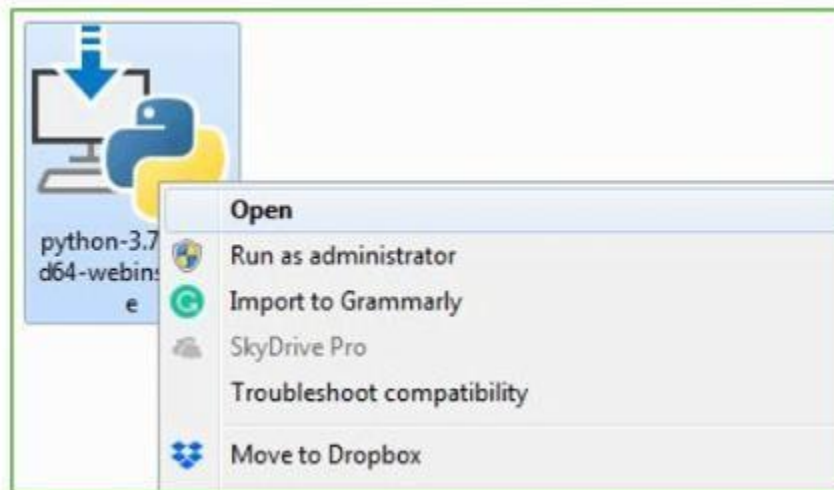 python-3.7
d64-webins
e
Open
Run as administrator
Import to Grammarly
SkyDrive Pro
Troubleshoot compatibility
Move to Dropbox